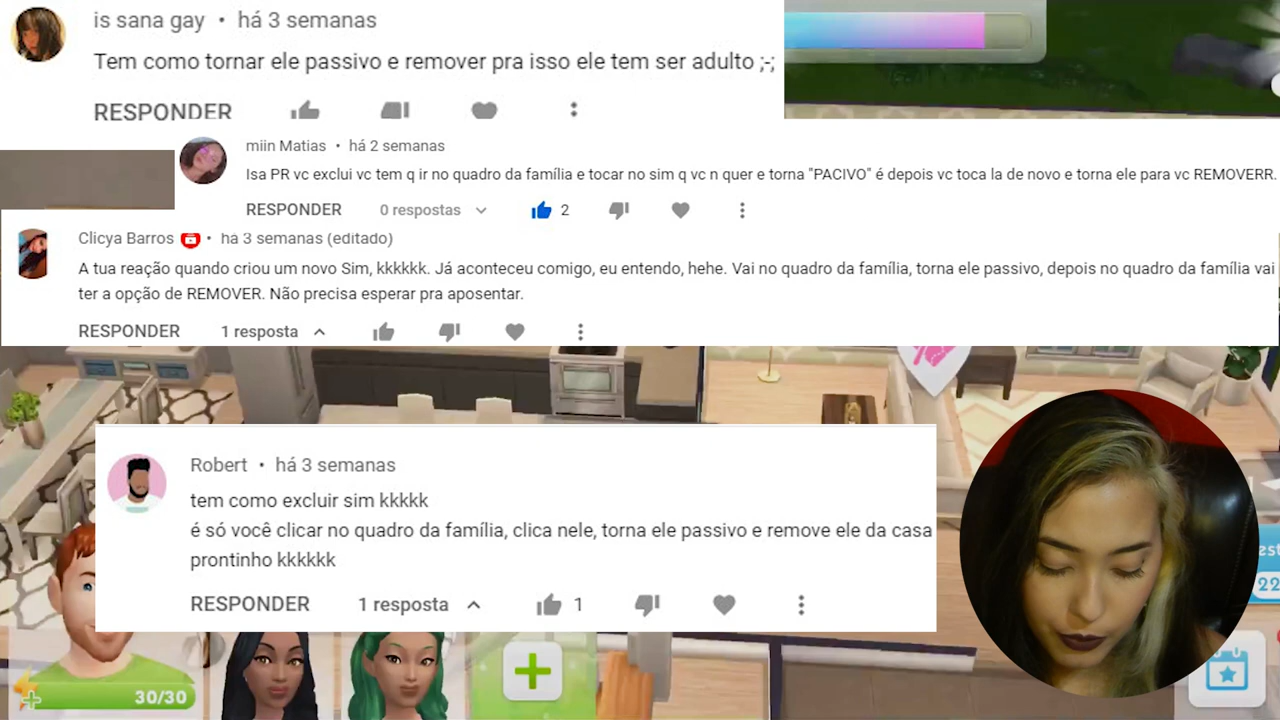 is sana gay • há 3 semanas
Tem como tornar ele passivo e remover pra isso ele tem ser adulto ;-;
RESPONDER
miin Matias • há 2 semanas
Isa PR vc exclui vc tem q ir no quadro da família e tocar no sim q vc n quer e torna "PACIVO" é depois vc toca la de novo e torna ele para vc REMOVERR.
RESPONDER 0 respostas 2
Clicya Barros • há 3 semanas (editado)
A tua reação quando criou um novo Sim, kkkkkk. Já aconteceu comigo, eu entendo, hehe. Vai no quadro da família, torna ele passivo, depois no quadro da família vai
ter a opção de REMOVER. Não precisa esperar pra aposentar.
RESPONDER 1 resposta
Robert • há 3 semanas
tem como excluir sim kkkkk
é só você clicar no quadro da família, clica nele, torna ele passivo e remove ele da casa
prontinho kkkkkk
RESPONDER 1 resposta 1
30/30